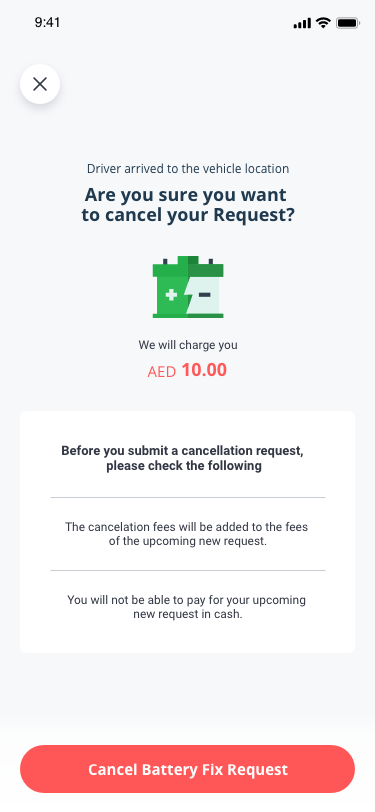 9:41
Driver arrived to the vehicle location
Are you sure you want
to cancel your Request?
We will charge you
AED 10.00
Before you submit a cancellation request,
please check the following
The cancelation fees will be added to the fees
of the upcoming new request.
You will not be able to pay for your upcoming
new request in cash.
Cancel Battery Fix Request